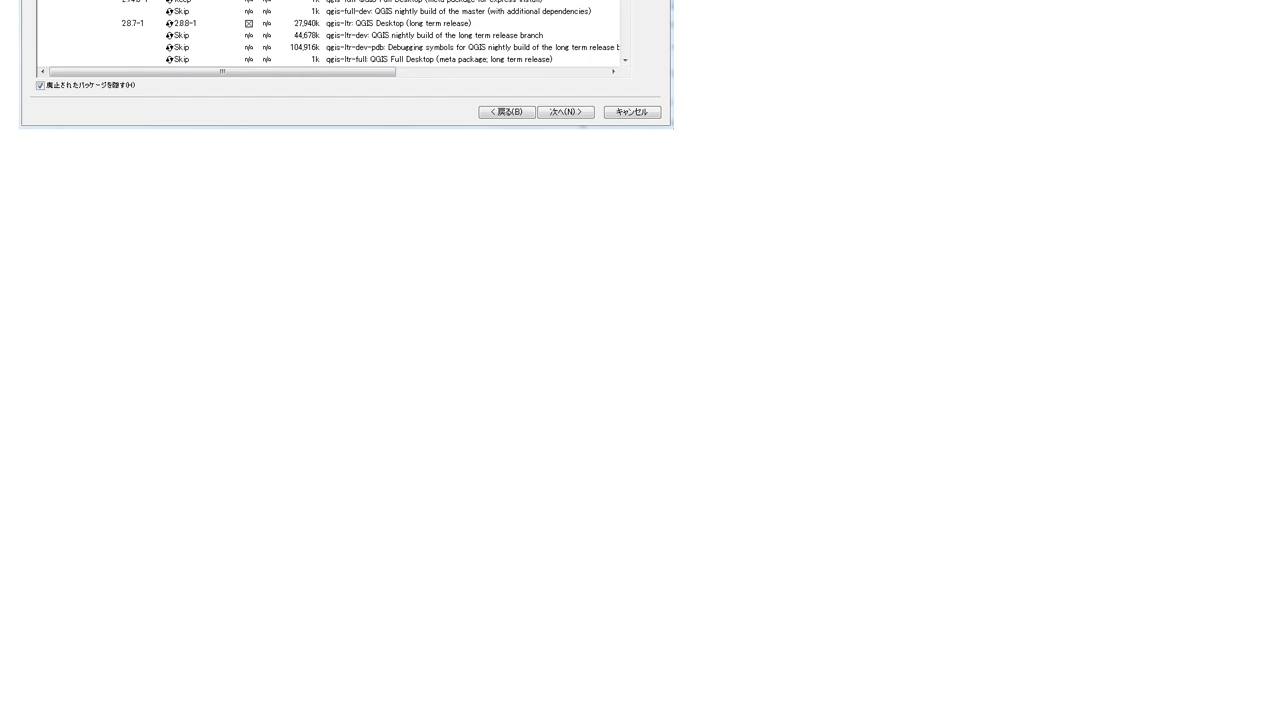 Skip n/a n/a 1k qgis-full-dev: QGIS nightly build of the master (with additional dependencies)
2.8.7-1 2.8.8-1 n/a 27,940k qgis-ltr: QGIS Desktop (long term release)
Skip n/a n/a 44,678k qgis-ltr-dev: QGIS nightly build of the long term release branch
Skip n/a n/a 104,916k qgis-ltr-dev-pdb: Debugging symbols for QGIS nightly build of the long term release b
Skip n/a n/a 1k qgis-ltr-full: QGIS Full Desktop (meta package; long term release)
廃止されたパッケージを隠す(H)
< 戻る(B) 次へ(N) > キャンセル